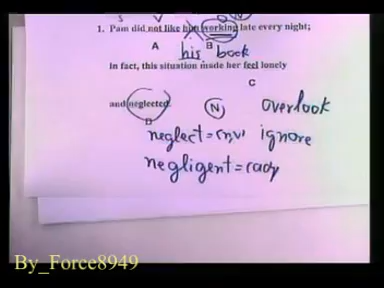 S V
1. Pam did not like him working late every night;
A B
his book
in fact, this situation made her feel lonely
C
and neglected. N overlook
D
neglect = (n,v) ignore
negligent = (adj)
By_Force8949